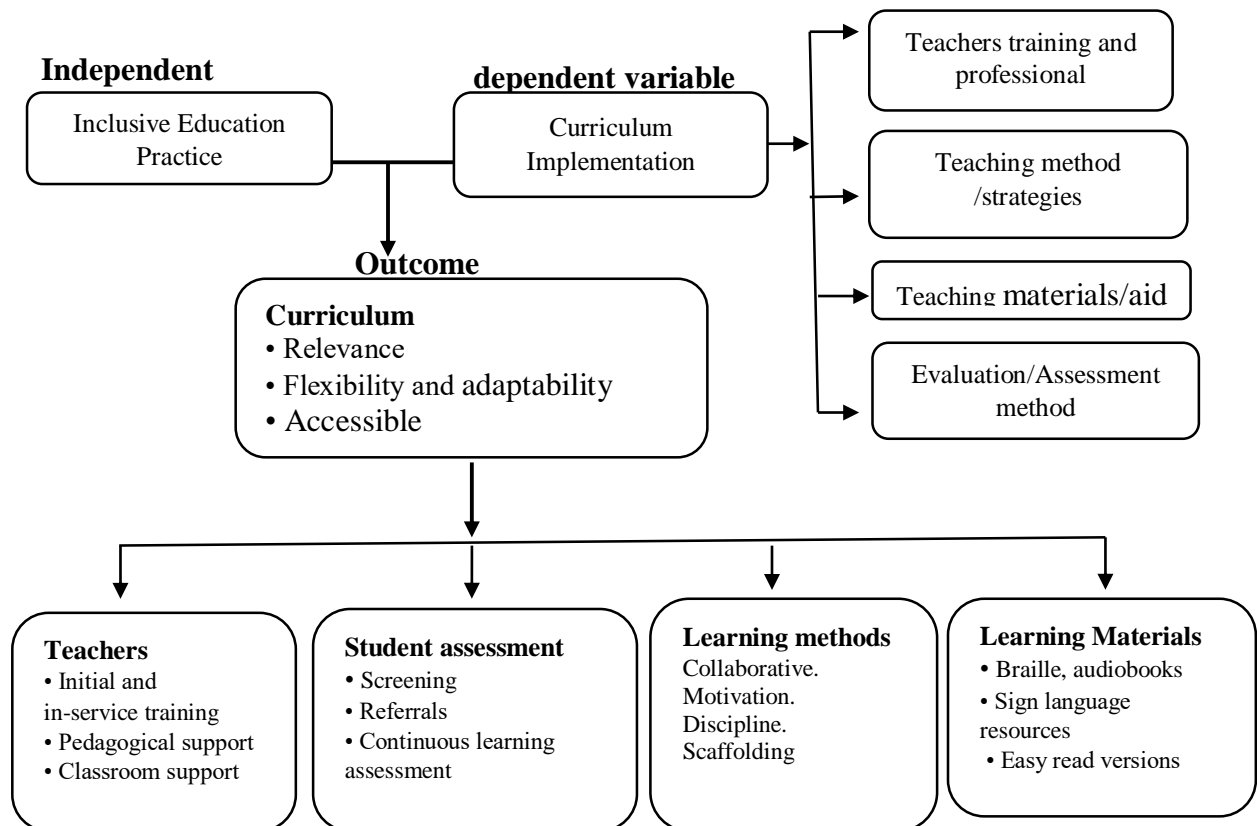 Independent
Inclusive Education
Practice
dependent variable
Curriculum
Implementation
Teachers training and
professional
Teaching method
/strategies
Teaching materials/aid
Evaluation/Assessment
method
Outcome
Curriculum
• Relevance
• Flexibility and adaptability
• Accessible
Teachers
• Initial and
in-service training
• Pedagogical support
• Classroom support
Student assessment
• Screening
• Referrals
• Continuous learning
assessment
Learning methods
Collaborative.
Motivation.
Discipline.
Scaffolding
Learning Materials
• Braille, audiobooks
• Sign language
resources
• Easy read versions